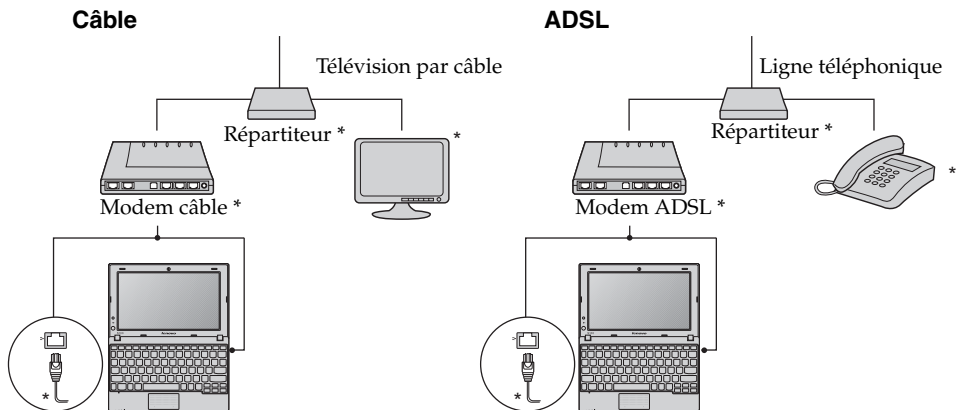 Câble
Télévision par câble
Répartiteur *
*
Modem câble *
*
ADSL
Ligne téléphonique
Répartiteur *
*
Modem ADSL *
*